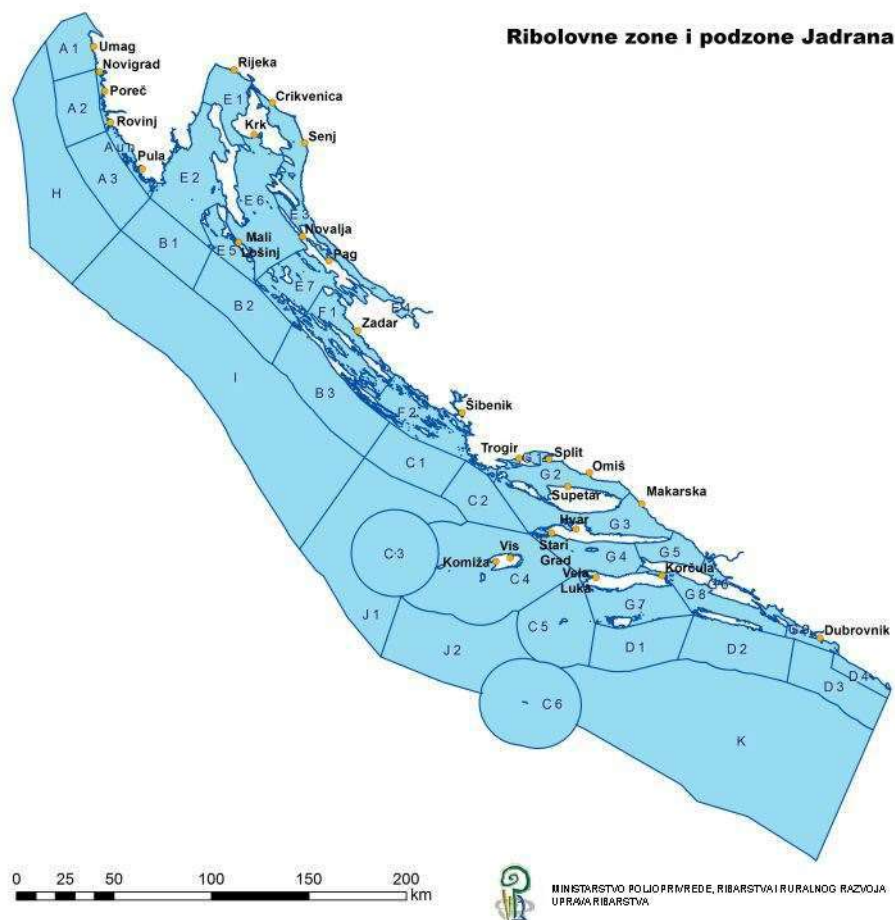 Ribolovne zone i podzone Jadrana
A 1
Umag
Novigrad
Poreč
A 2
Rovinj
Pula
A 3
H
Rijeka
E 1
Crikvenica
Krk
Senj
E 2
E 6
E 3
Novalja
Mali
Lošinj
E 5
Pag
B 1
E 7
B 2
F 1
E 4
Zadar
I
B 3
F 2
Šibenik
C 1
Trogir
G 1
Split
Omiš
G 2
Supetar
Makarska
C 2
Hvar
G 3
Stari
Grad
C 3
Vis
Komiža
C 4
G 4
G 5
Vela
Luka
Korčula
G 6
G 8
G 7
J 1
C 5
J 2
D 1
D 2
Dubrovnik
D 3
D 4
C 6
K
0 25 50 100 150 200
km
MINISTARSTVO POLJOPRIVREDE, RIBARSTVA I RURALNOG RAZVOJA
UPRAVA RIBARSTVA